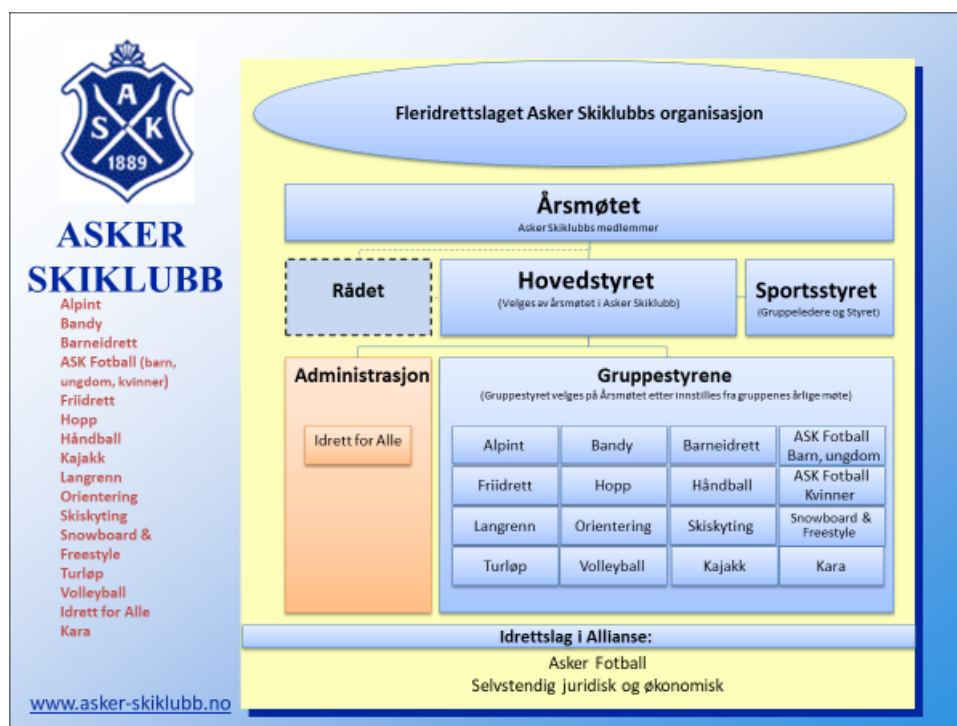 A
S K
1889
ASKER
SKIKLUBB
Alpint
Bandy
Barneidrett
ASK Fotball (barn,
ungdom, kvinner)
Friidrett
Hopp
Håndball
Kajakk
Langrenn
Orientering
Skiskyting
Snowboard &
Freestyle
Turløp
Volleyball
Idrett for Alle
Kara
www.asker-skiklubb.no
Fleridrettslaget Asker Skiklubbs organisasjon
Årsmøtet
Asker Skiklubbs medlemmer
Rådet
Hovedstyret
(Velges av årsmøtet i Asker Skiklubb)
Sportsstyret
(Gruppeledere og Styret)
Administrasjon
Idrett for Alle
Gruppestyrene
(Gruppestyret velges på Årsmøtet etter innstilles fra gruppenes årlige møte)
Alpint
Bandy
Barneidrett
ASK Fotball
Barn, ungdom
Friidrett
Hopp
Håndball
ASK Fotball
Kvinner
Langrenn
Orientering
Skiskyting
Snowboard &
Freestyle
Turløp
Volleyball
Kajakk
Kara
Idrettslag i Allianse:
Asker Fotball
Selvstendig juridisk og økonomisk